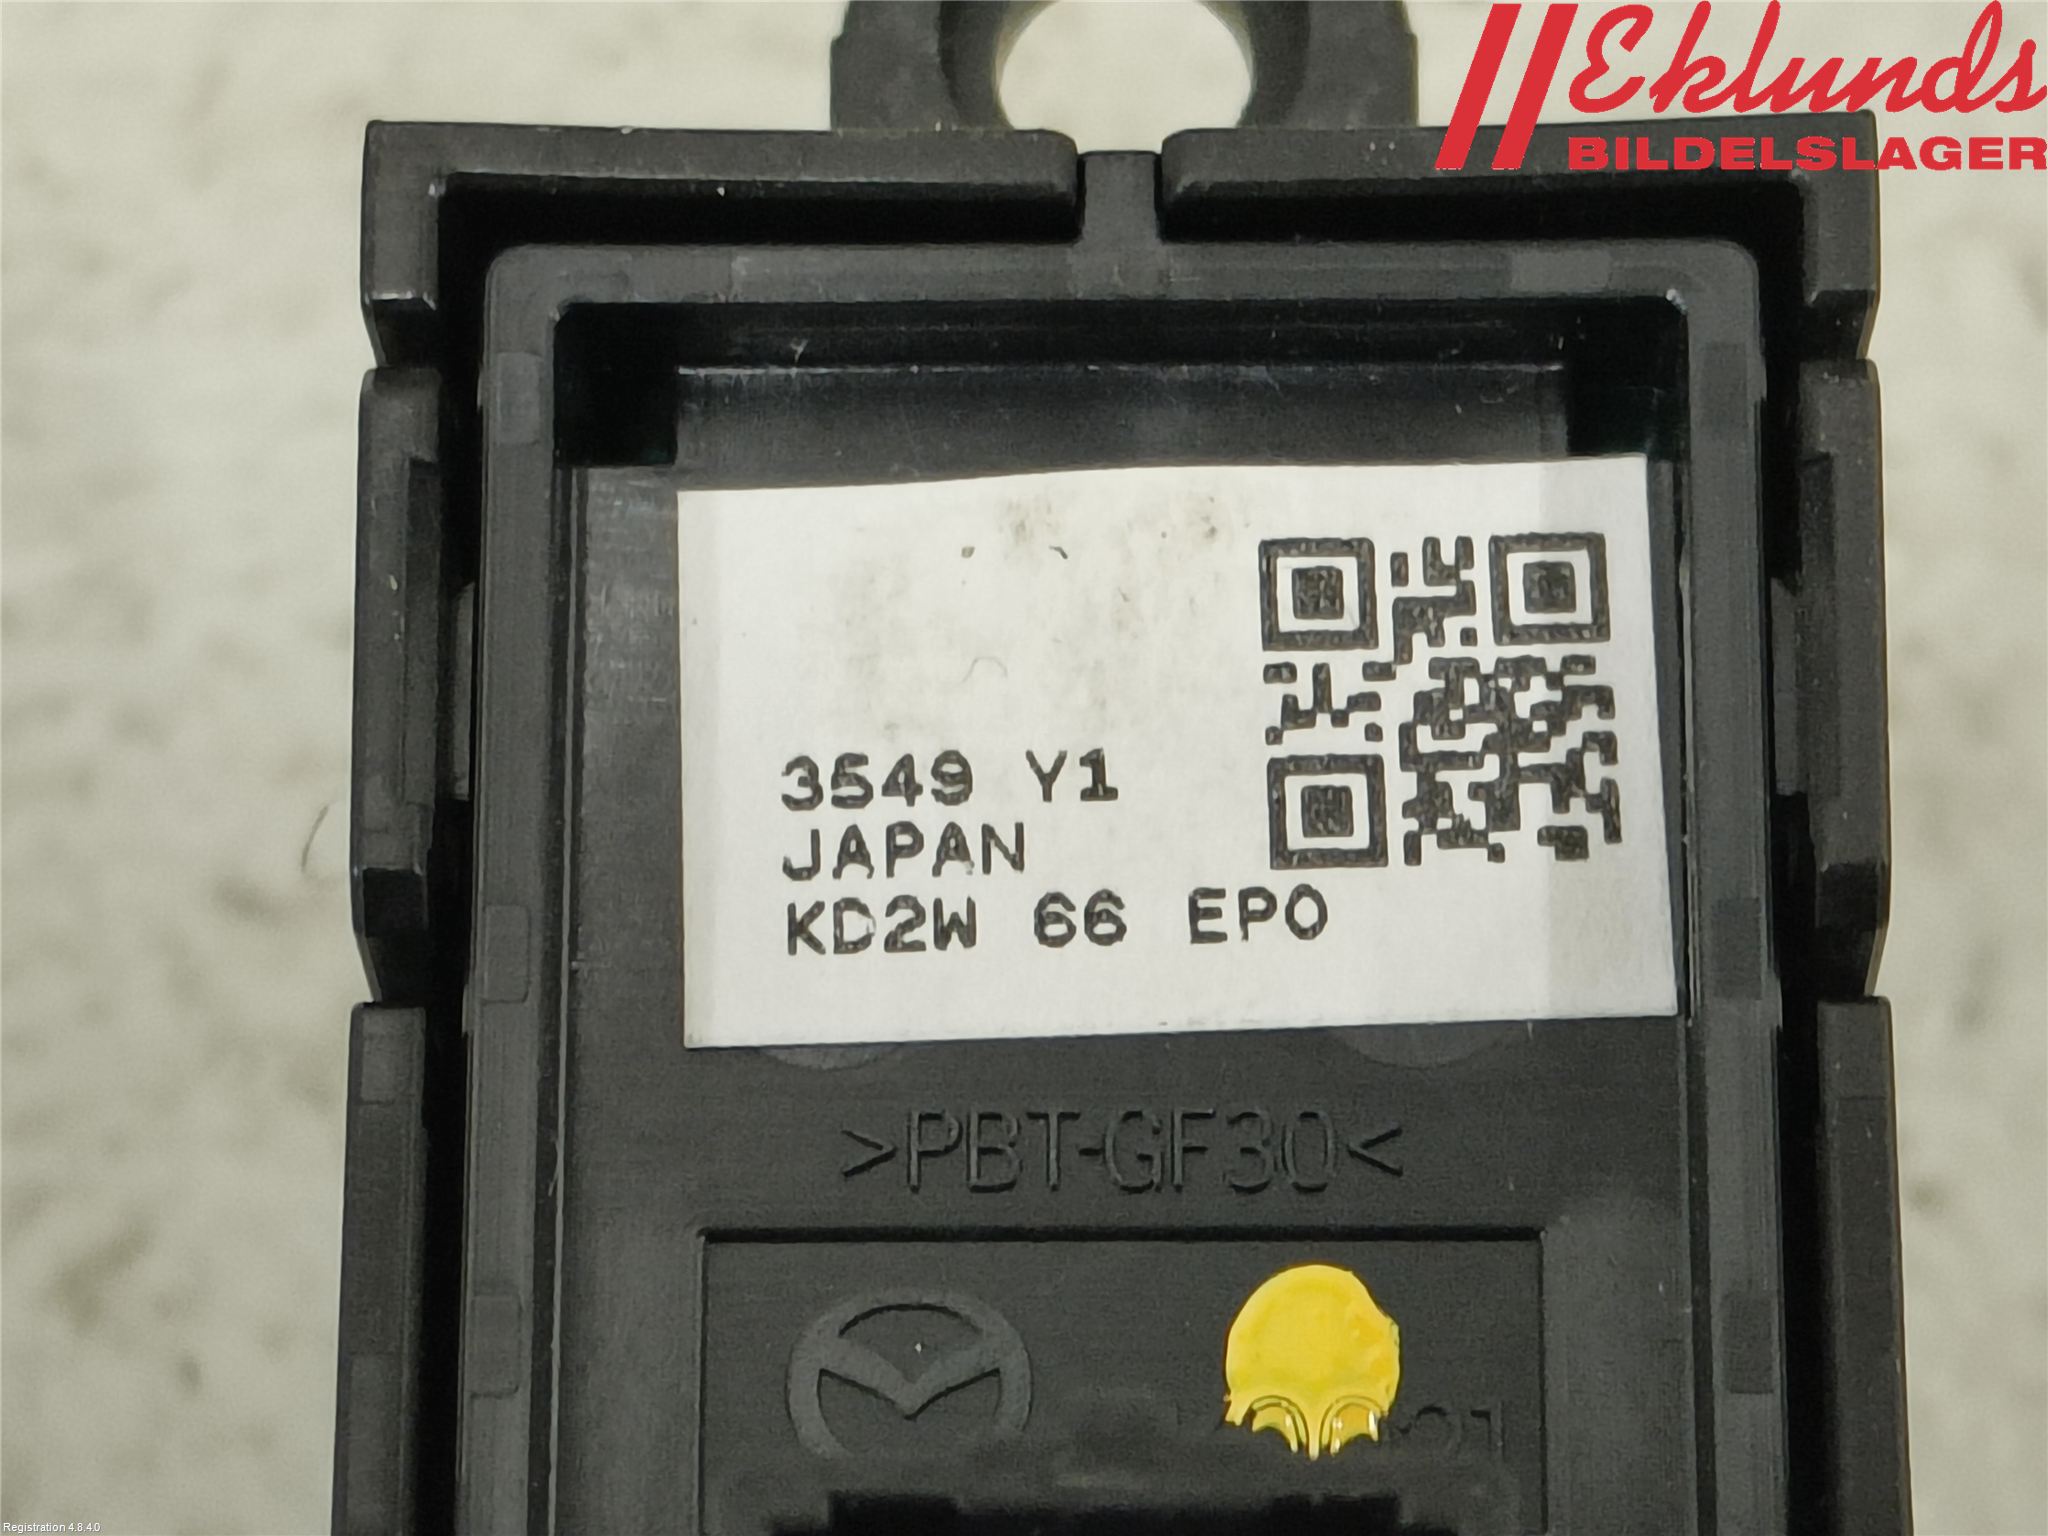 Eklunds
BILDELSLAGER
3549 Y1
JAPAN
KD2W 66 EP0
>PBT-GF30<
Registration 4.8.4.0